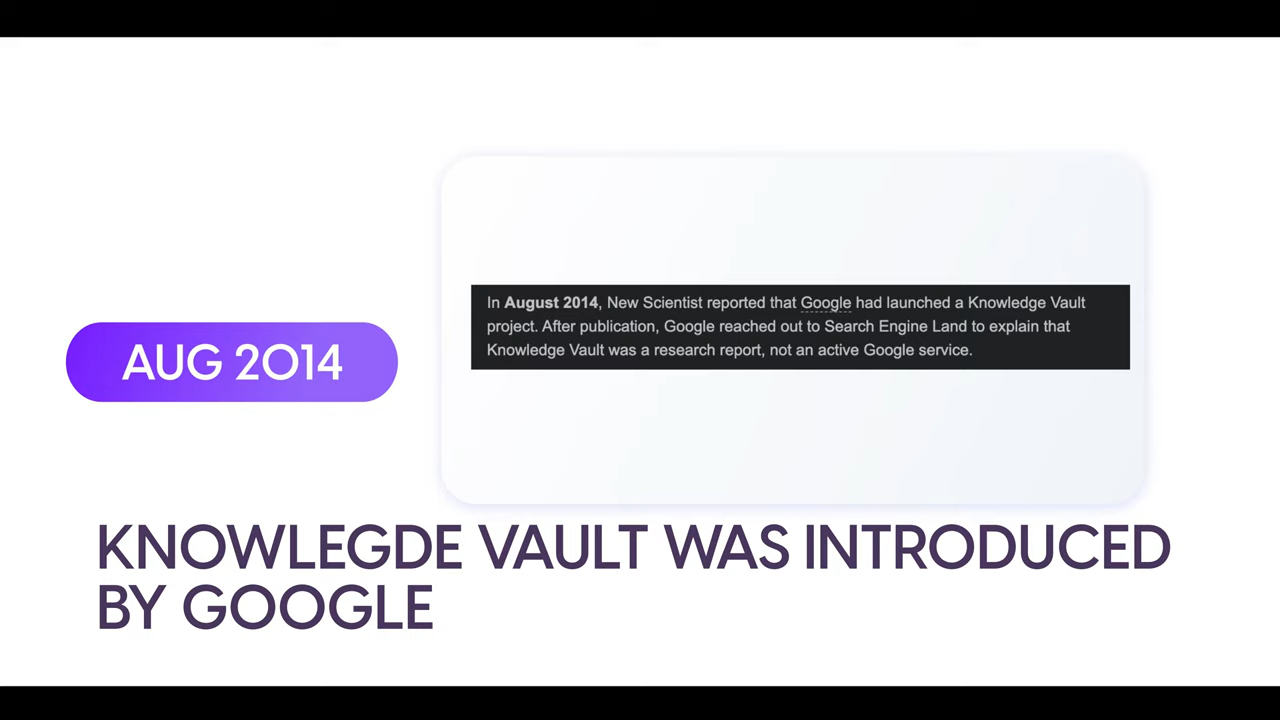 In August 2014, New Scientist reported that Google had launched a Knowledge Vault
project. After publication, Google reached out to Search Engine Land to explain that
Knowledge Vault was a research report, not an active Google service.
AUG 2014
KNOWLEGDE VAULT WAS INTRODUCED
BY GOOGLE